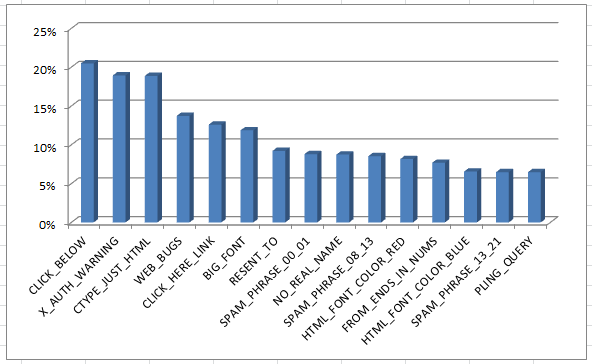 25%
20%
15%
10%
5%
0%
CLICK_BELOW
X_AUTH_WARNING
CTYPE_JUST_HTML
WEB_BUGS
CLICK_HERE_LINK
BIG_FONT
RESENT_TO
SPAM_PHRASE_00_01
NO_REAL_NAME
SPAM_PHRASE_08_13
HTML_FONT_COLOR_RED
FROM_ENDS_IN_NUMS
HTML_FONT_COLOR_BLUE
SPAM_PHRASE_13_21
PLING_QUERY